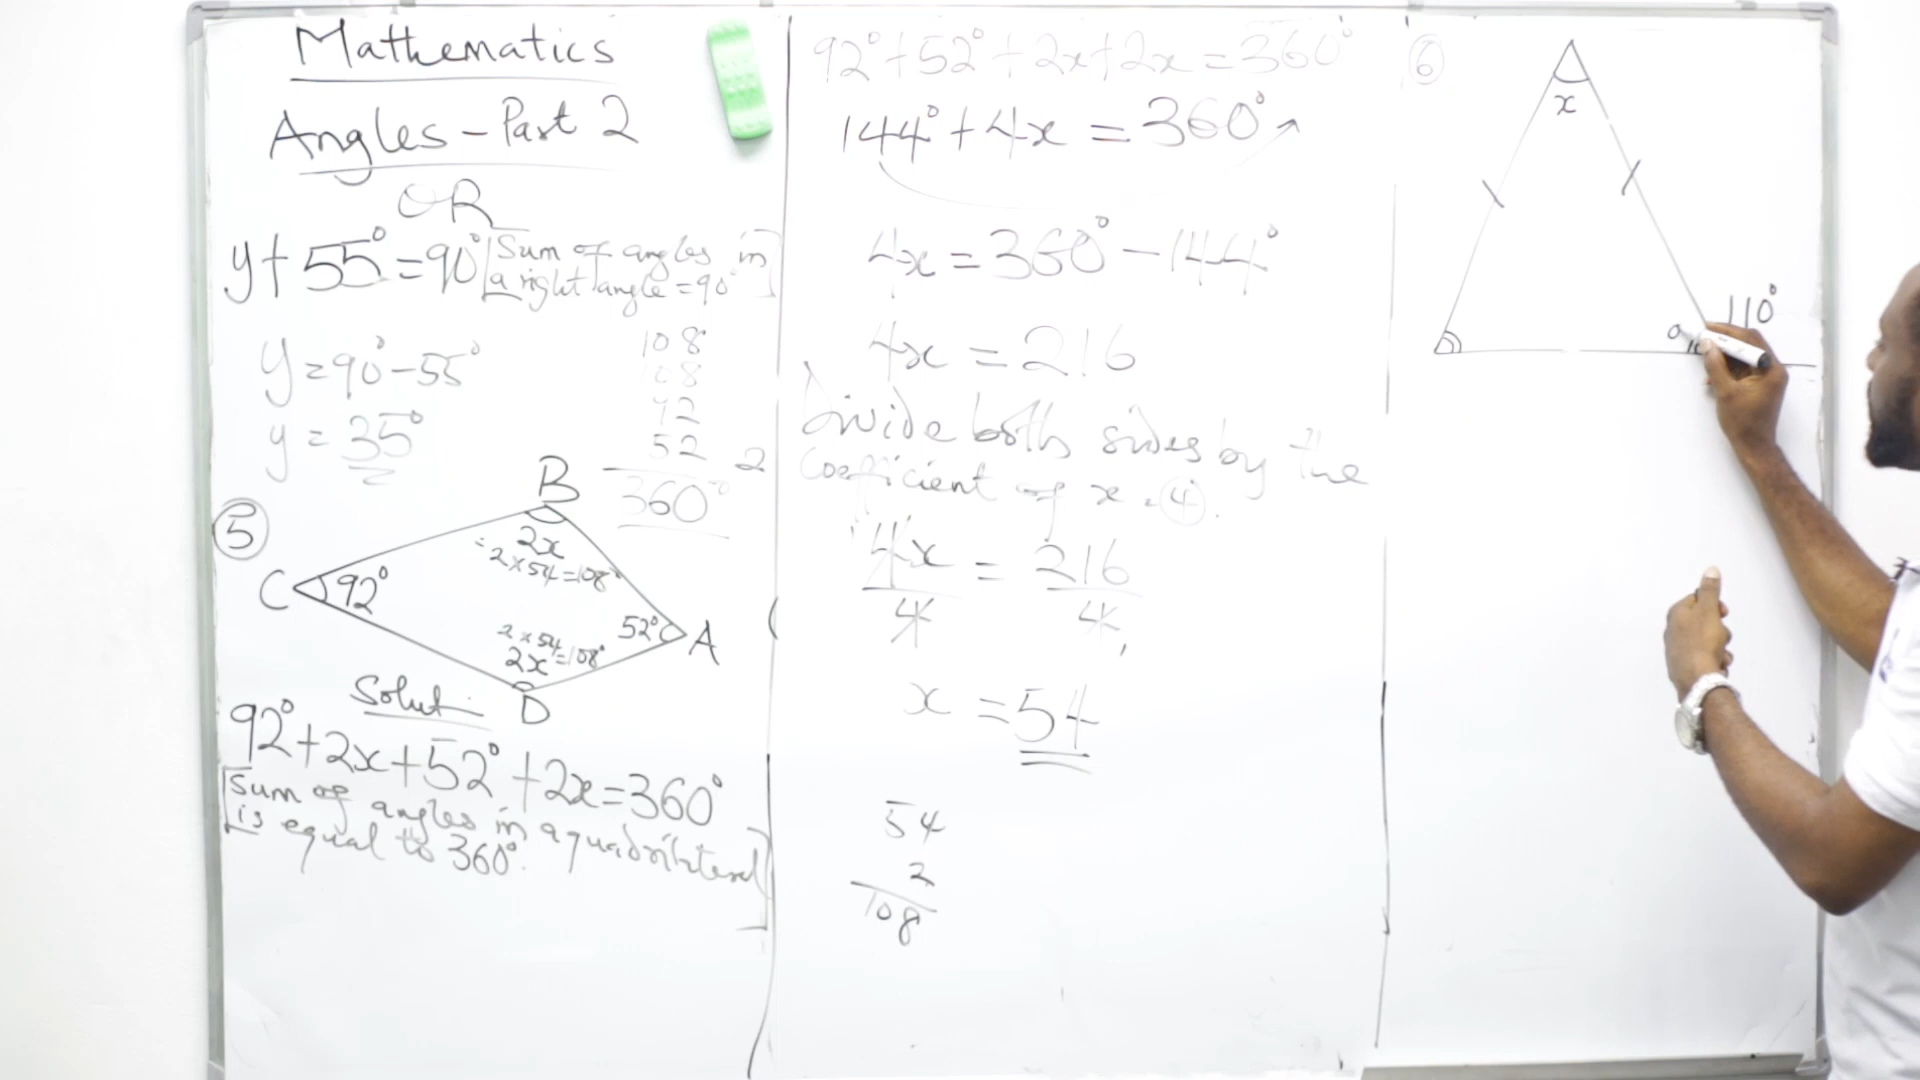 Mathematics
Angles - Part 2
OR
y + 55° = 90° [Sum of angles in
a right angle = 90°]
y = 90° - 55°
y = 35°
108
108
92
52
2
360°
5
B
2x
= 2 x 54 = 108°
C
92°
52°
A
2 x 54
2x = 108°
D
Solut
92° + 2x + 52° + 2x = 360°
[Sum of angles in a quadrilateral
is equal to 360°.]
92° + 52° + 2x + 2x = 360°
144° + 4x = 360°
4x = 360° - 144°
4x = 216
Divide both sides by the
Coefficient of x. 4.
4x = 216
4 4
x = 54
54
2
108
6
x
110°